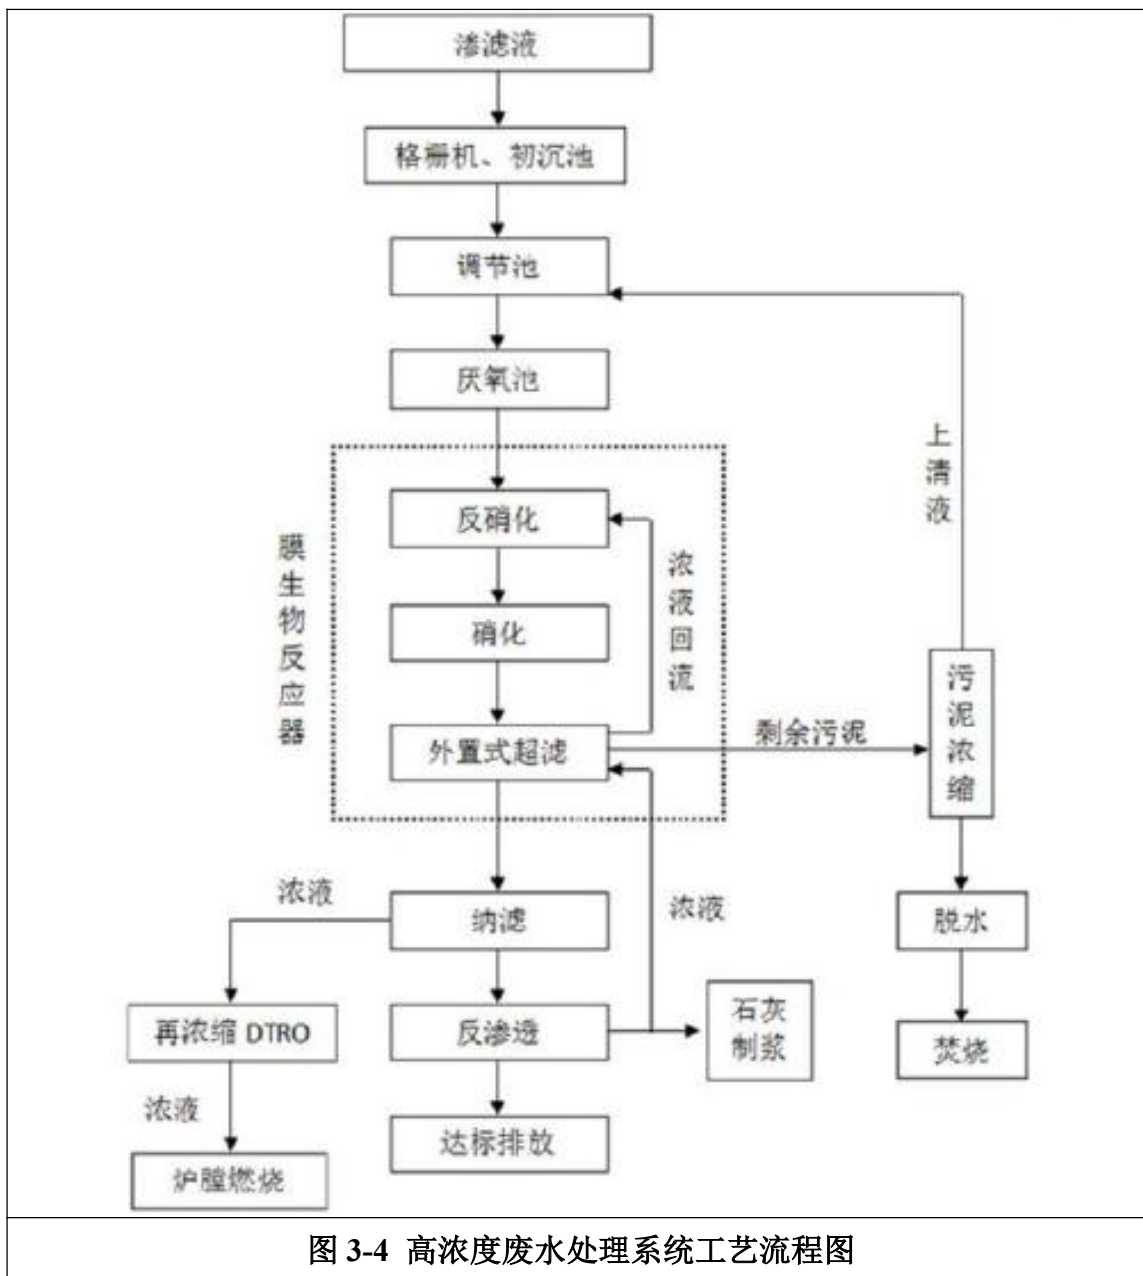 渗滤液
格栅机、初沉池
调节池
厌氧池
上清液
膜生物反应器
反硝化
浓液回流
硝化
外置式超滤
剩余污泥
污泥浓缩
浓液
纳滤
浓液
脱水
再浓缩 DTRO
反渗透
石灰
制浆
焚烧
浓液
达标排放
炉膛燃烧
图 3-4 高浓度废水处理系统工艺流程图